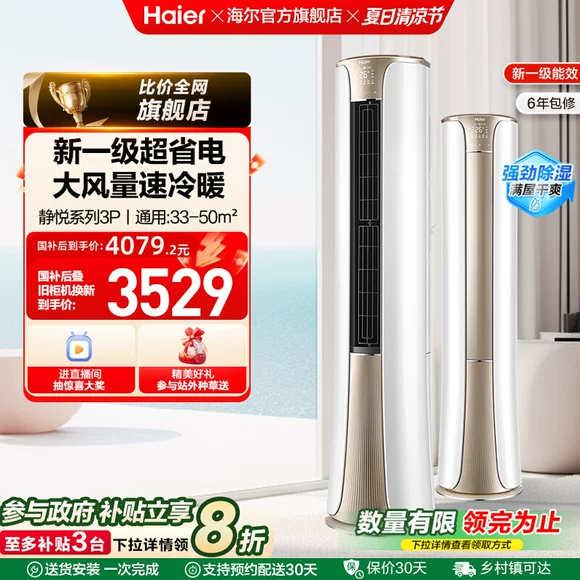 Haier 海尔官方旗舰店 夏日清凉节
比价全网
旗舰店
新一级能效
6年包修
新一级超省电
大风量速冷暖
静悦系列3P 通用:33-50m²
强劲除湿
满屋干爽
国补后到手价: 4079.2元
国补后叠
旧柜机换新
到手价:
3529
进直播间
抽惊喜大奖
精美好礼
参与站外种草送
Haier
26°
Haier
26°
参与政府补贴立享8折
至多补贴3台 下拉详情领
数量有限 领完为止
下拉详情查看领取方式
送货安装 一次完成 支持预约配送30天 保价30天 乡镇村可达